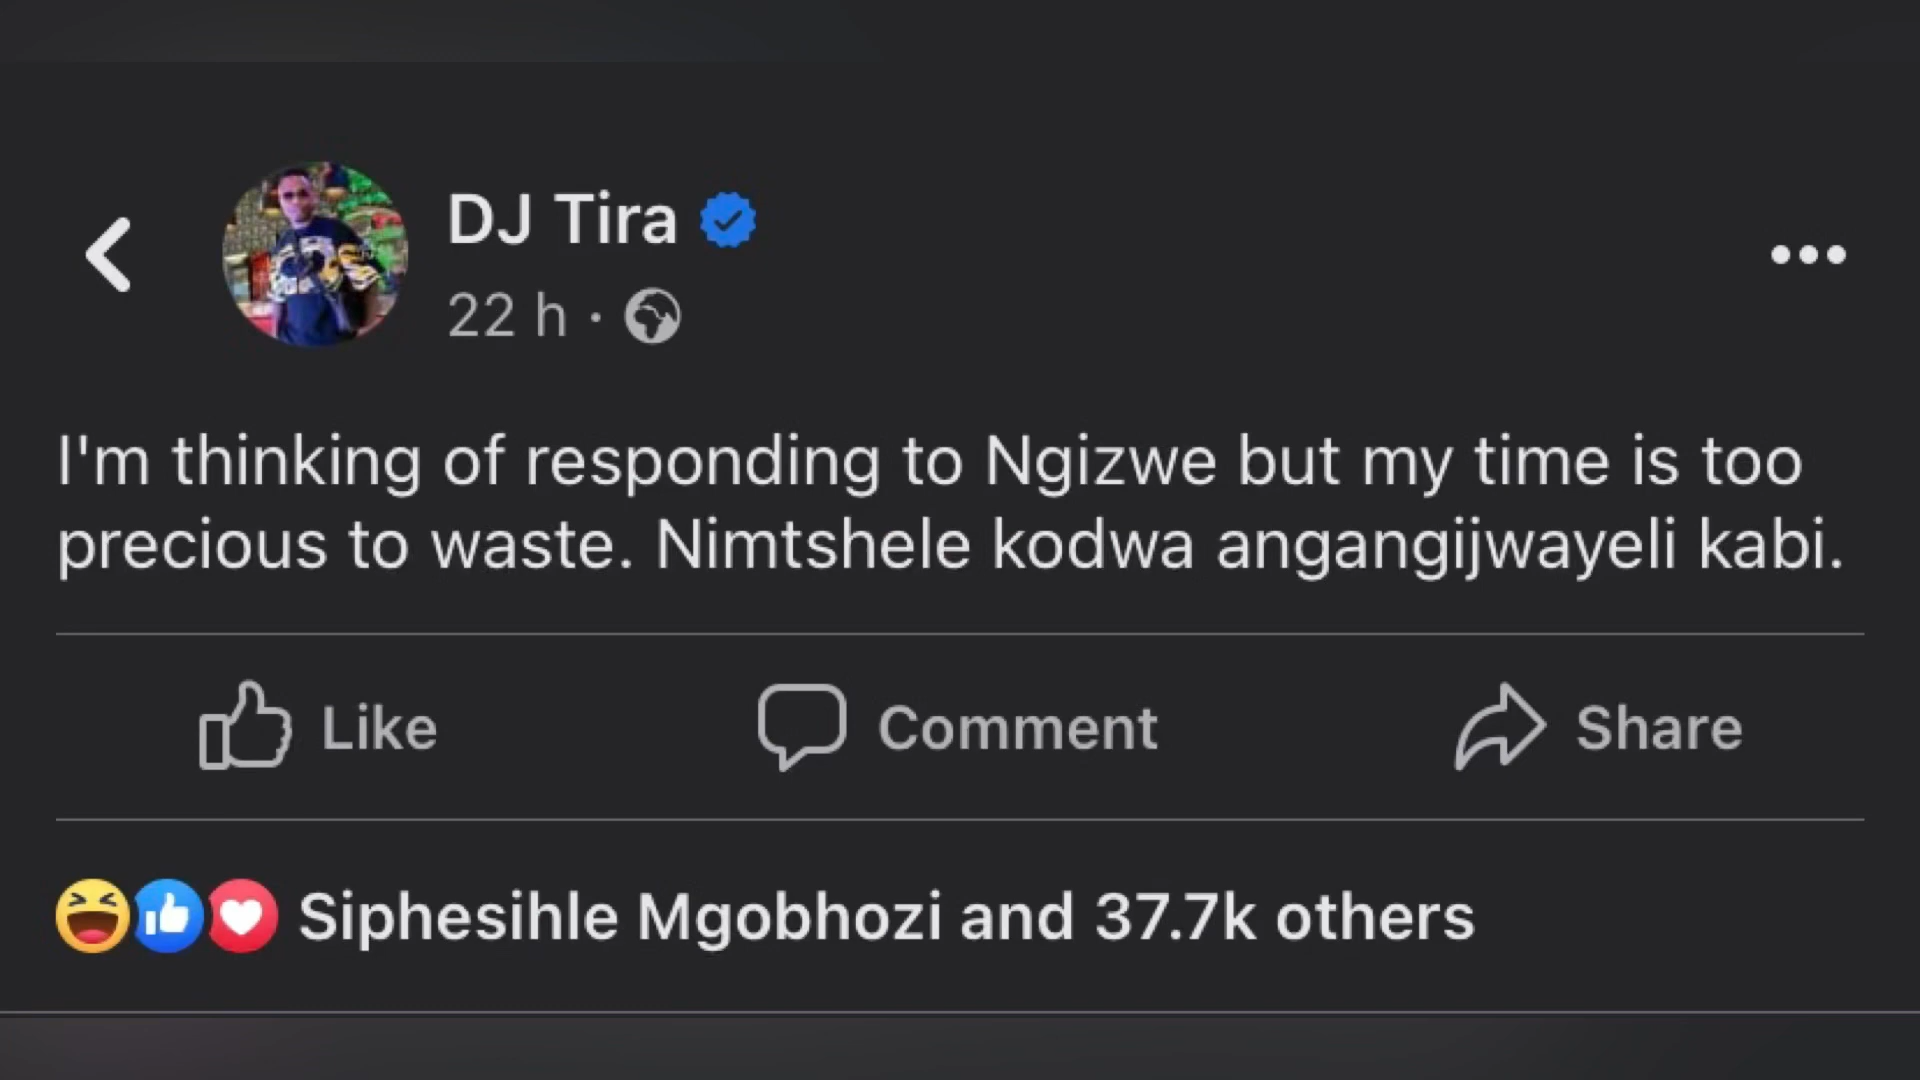 DJ Tira
22 h ·
I'm thinking of responding to Ngizwe but my time is too
precious to waste. Nimtshele kodwa angangijwayeli kabi.
Like Comment Share
Siphesihle Mgobhozi and 37.7k others